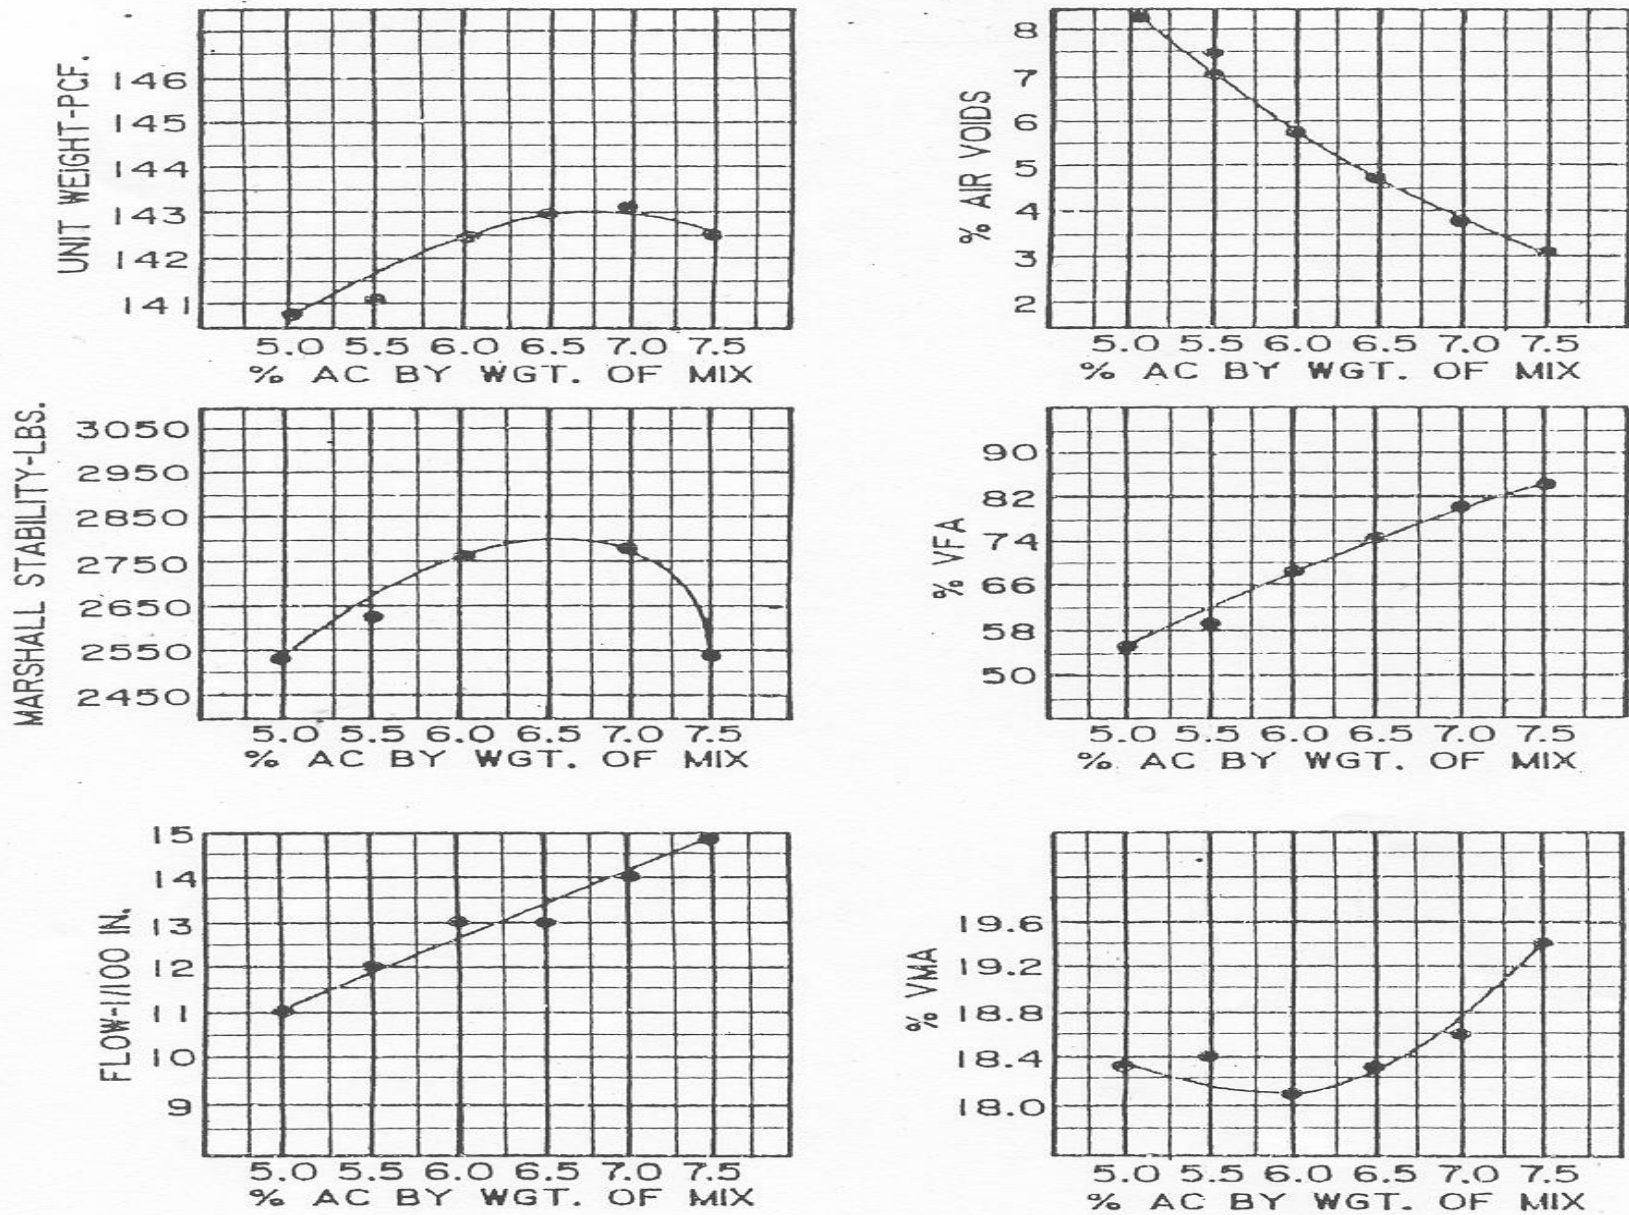 UNIT WEIGHT-PCF.
146
145
144
143
142
141
5.0 5.5 6.0 6.5 7.0 7.5
% AC BY WGT. OF MIX
% AIR VOIDS
8
7
6
5
4
3
2
5.0 5.5 6.0 6.5 7.0 7.5
% AC BY WGT. OF MIX
MARSHALL STABILITY-LBS.
3050
2950
2850
2750
2650
2550
2450
5.0 5.5 6.0 6.5 7.0 7.5
% AC BY WGT. OF MIX
% VFA
90
82
74
66
58
50
5.0 5.5 6.0 6.5 7.0 7.5
% AC BY WGT. OF MIX
FLOW-1/100 IN.
15
14
13
12
11
10
9
5.0 5.5 6.0 6.5 7.0 7.5
% AC BY WGT. OF MIX
% VMA
19.6
19.2
18.8
18.4
18.0
5.0 5.5 6.0 6.5 7.0 7.5
% AC BY WGT. OF MIX